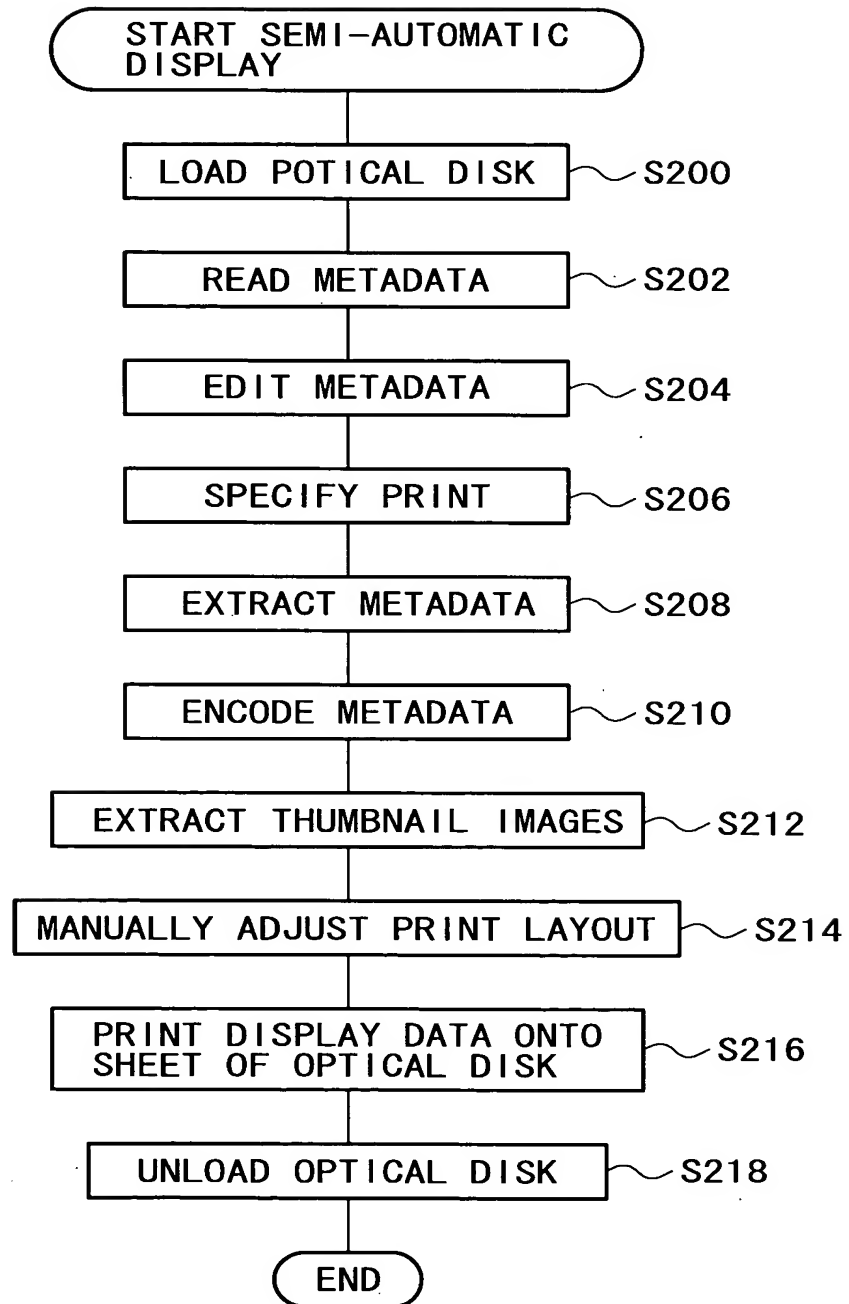 START SEMI-AUTOMATIC
DISPLAY
LOAD POTICAL DISK S200
READ METADATA S202
EDIT METADATA S204
SPECIFY PRINT S206
EXTRACT METADATA S208
ENCODE METADATA S210
EXTRACT THUMBNAIL IMAGES S212
MANUALLY ADJUST PRINT LAYOUT S214
PRINT DISPLAY DATA ONTO
SHEET OF OPTICAL DISK S216
UNLOAD OPTICAL DISK S218
END